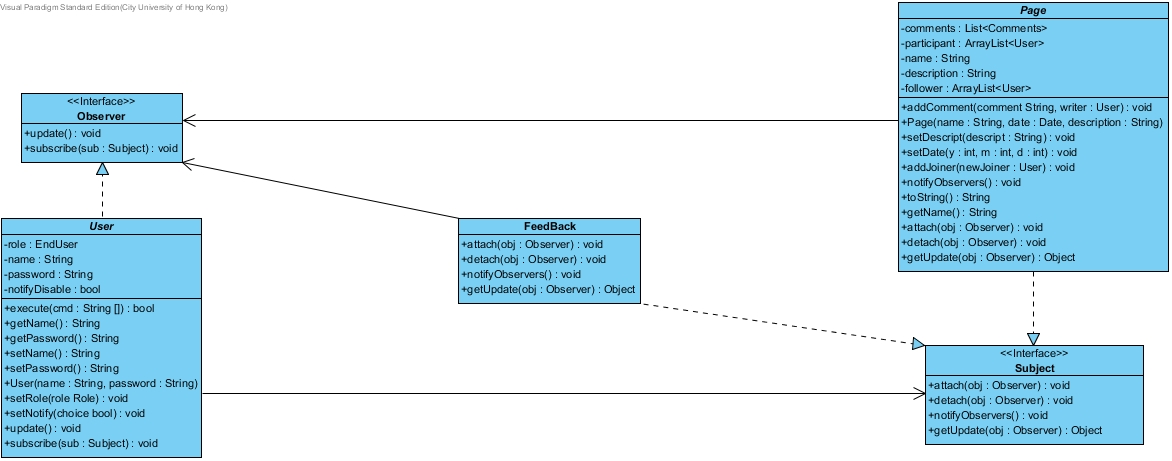 Visual Paradigm Standard Edition(City University of Hong Kong)
Page
-comments : List<Comments>
-participant : ArrayList<User>
-name : String
-description : String
-follower : ArrayList<User>
+addComment(comment String, writer : User) : void
+Page(name : String, date : Date, description : String)
+setDescript(descript : String) : void
+setDate(y : int, m : int, d : int) : void
+addJoiner(newJoiner : User) : void
+notifyObservers() : void
+toString() : String
+getName() : String
+attach(obj : Observer) : void
+detach(obj : Observer) : void
+getUpdate(obj : Observer) : Object
<<Interface>>
Observer
+update() : void
+subscribe(sub : Subject) : void
User
-role : EndUser
-name : String
-password : String
-notifyDisable : bool
+execute(cmd : String []) : bool
+getName() : String
+getPassword() : String
+setName() : String
+setPassword() : String
+User(name : String, password : String)
+setRole(role Role) : void
+setNotify(choice bool) : void
+update() : void
+subscribe(sub : Subject) : void
FeedBack
+attach(obj : Observer) : void
+detach(obj : Observer) : void
+notifyObservers() : void
+getUpdate(obj : Observer) : Object
<<Interface>>
Subject
+attach(obj : Observer) : void
+detach(obj : Observer) : void
+notifyObservers() : void
+getUpdate(obj : Observer) : Object